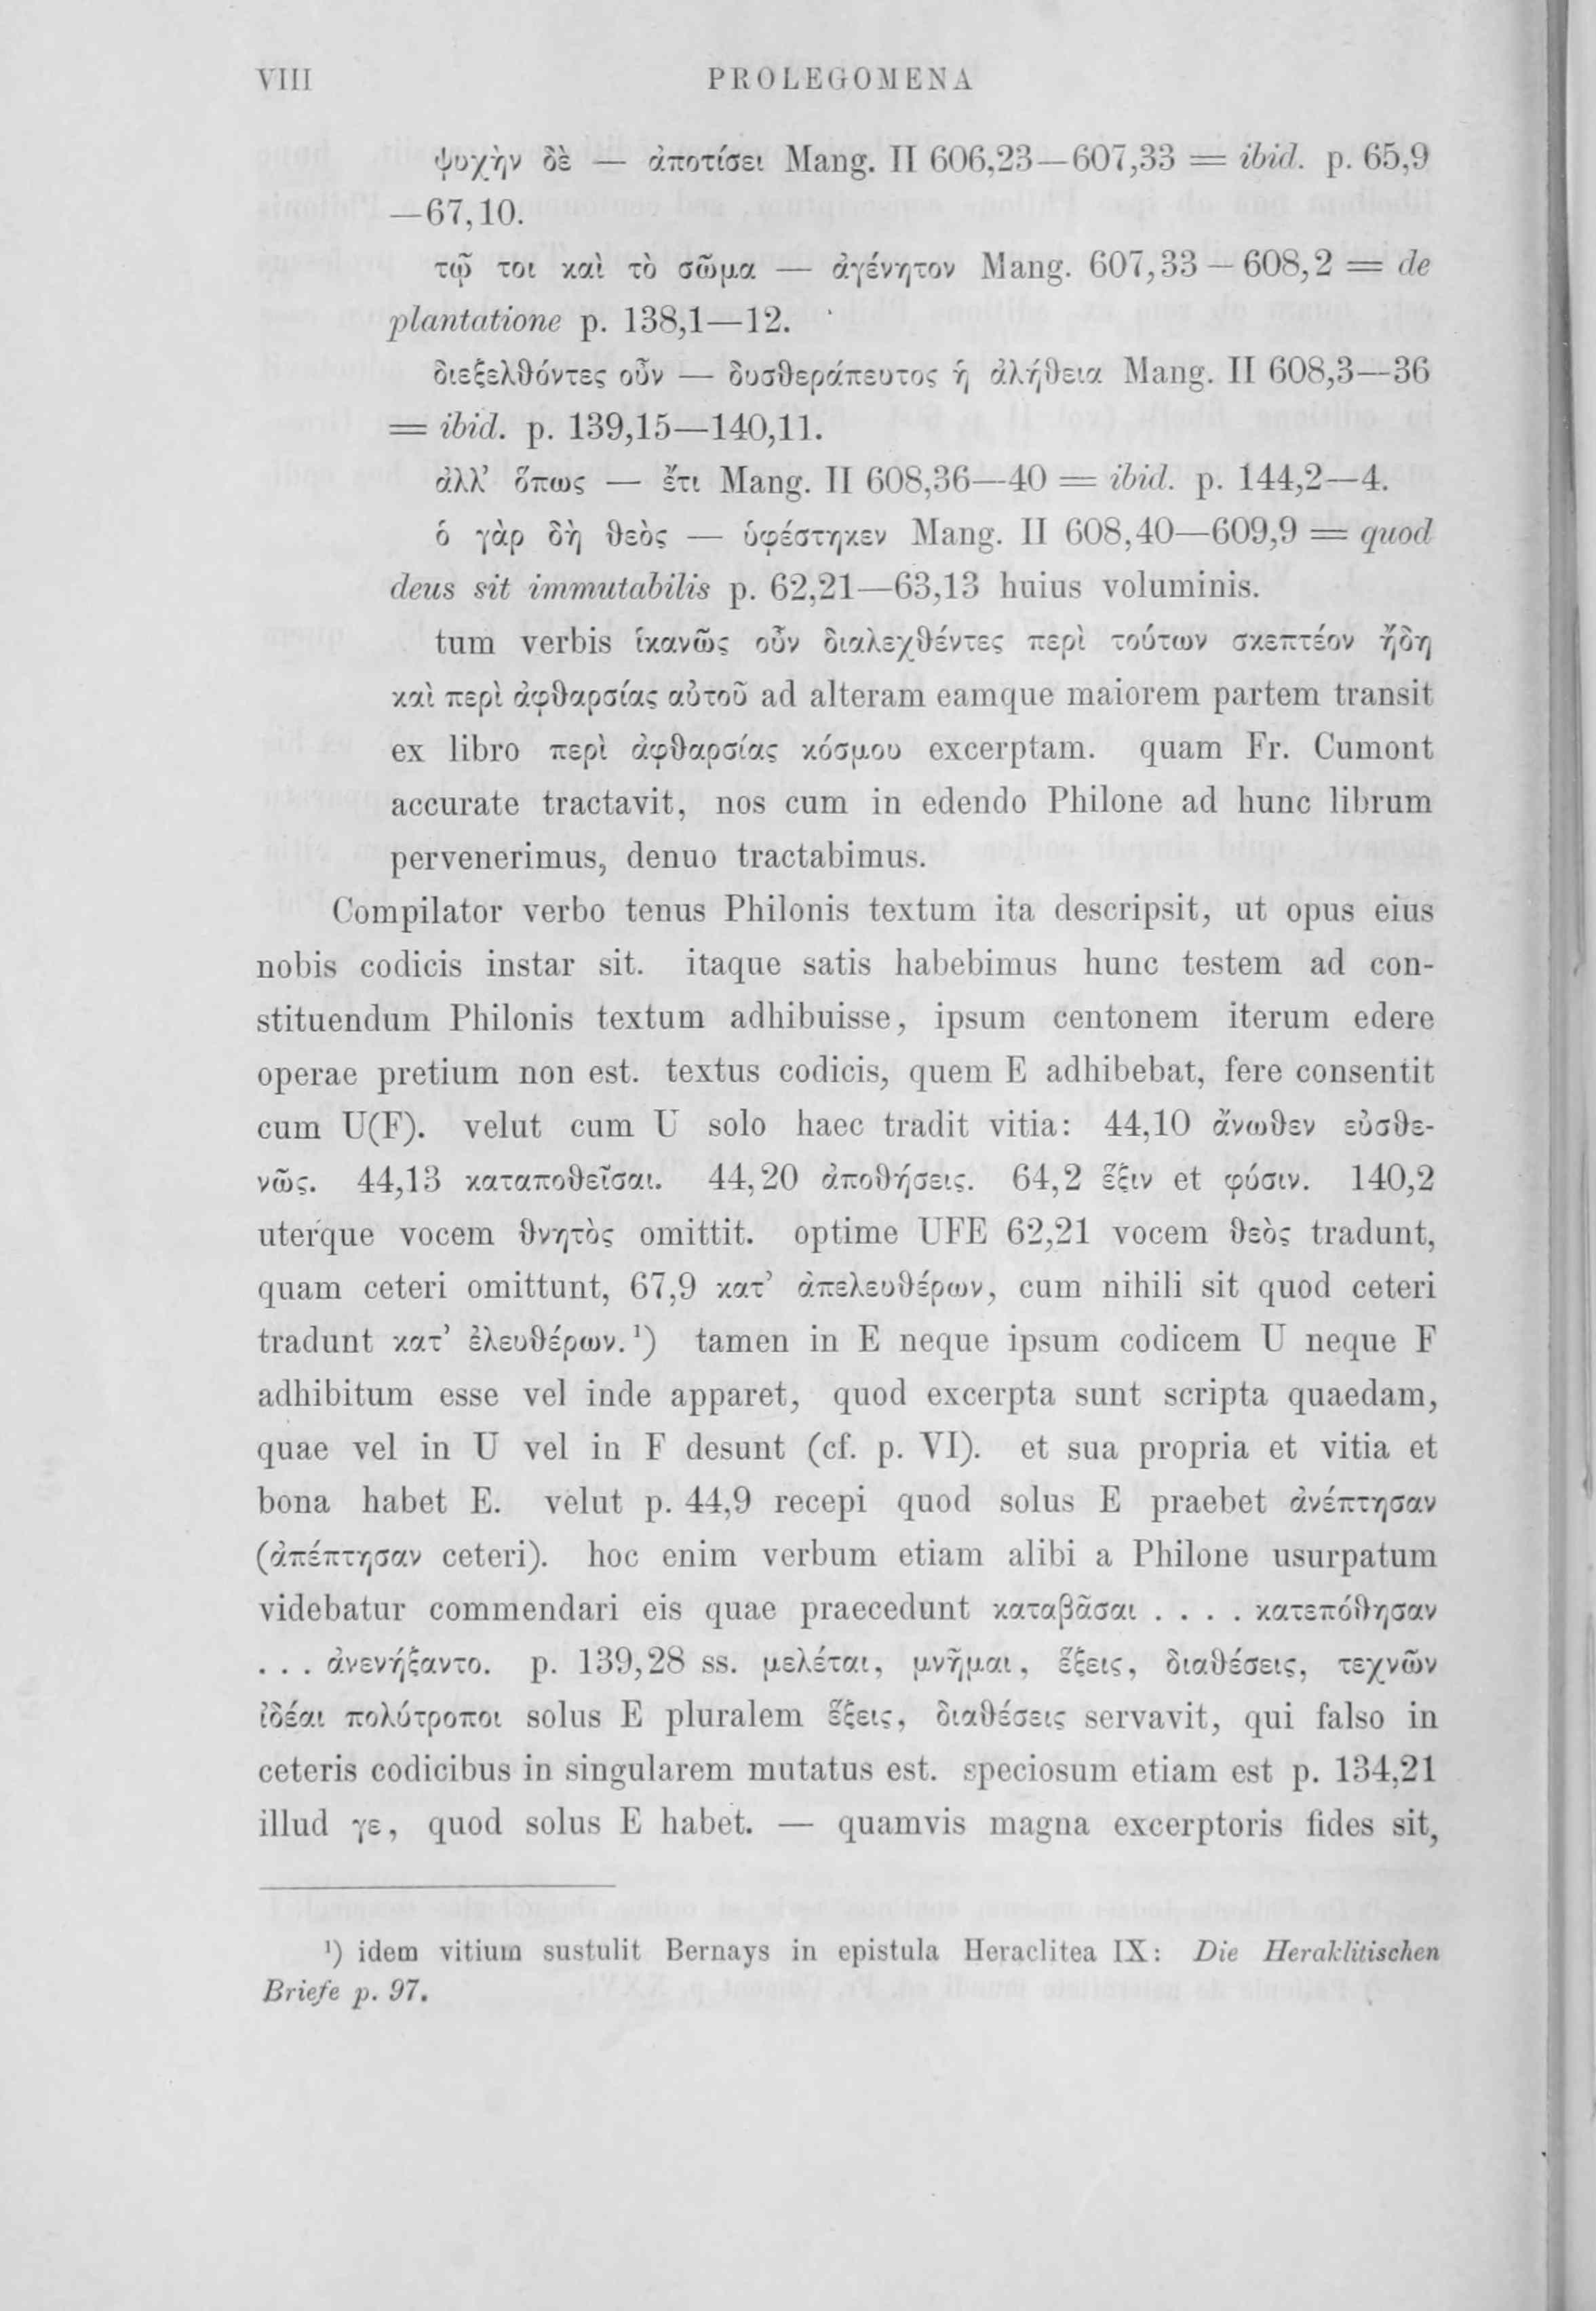 VIII PROLEGOMENA
ψυχὴν δὲ — ἀποτίσει Mang. II 606,23—607,33 = ibid. p. 65,9
—67,10.
τῷ τοι καὶ τὸ σῶμα — ἀγένητον Mang. 607,33—608,2 = de
plantatione p. 138,1—12.
διεξελθόντες οὖν — δυσθεράπευτος ἡ ἀλήθεια Mang. II 608,3—36
= ibid. p. 139,15—140,11.
ἀλλ’ ὅπως — ἔτι Mang. II 608,36—40 = ibid. p. 144,2—4.
ὁ γὰρ δὴ θεὸς — ὑφέστηκεν Mang. II 608,40—609,9 = quod
deus sit immutabilis p. 62,21—63,13 huius voluminis.
tum verbis ἱκανῶς οὖν διαλεχθέντες περὶ τούτων σκεπτέον ἤδη
καὶ περὶ ἀφθαρσίας αὐτοῦ ad alteram eamque maiorem partem transit
ex libro περὶ ἀφθαρσίας κόσμου excerptam. quam Fr. Cumont
accurate tractavit, nos cum in edendo Philone ad hunc librum
pervenerimus, denuo tractabimus.
Compilator verbo tenus Philonis textum ita descripsit, ut opus eius
nobis codicis instar sit. itaque satis habebimus hunc testem ad con-
stituendum Philonis textum adhibuisse, ipsum centonem iterum edere
operae pretium non est. textus codicis, quem E adhibebat, fere consentit
cum U(F). velut cum U solo haec tradit vitia: 44,10 ἄνωθεν εὐσθε-
νῶς. 44,13 καταποθεῖσαι. 44,20 ἀποθήσεις. 64,2 ἕξιν et φύσιν. 140,2
uterque vocem θνητὸς omittit. optime UFE 62,21 vocem θεὸς tradunt,
quam ceteri omittunt, 67,9 κατ’ ἀπελευθέρων, cum nihili sit quod ceteri
tradunt κατ’ ἐλευθέρων.¹) tamen in E neque ipsum codicem U neque F
adhibitum esse vel inde apparet, quod excerpta sunt scripta quaedam,
quae vel in U vel in F desunt (cf. p. VI). et sua propria et vitia et
bona habet E. velut p. 44,9 recepi quod solus E praebet ἀνέπτησαν
(ἀπέπτησαν ceteri). hoc enim verbum etiam alibi a Philone usurpatum
videbatur commendari eis quae praecedunt καταβᾶσαι . . . . κατεπόθησαν
. . . ἀνενήξαντο. p. 139,28 ss. μελέται, μνῆμαι, ἕξεις, διαθέσεις, τεχνῶν
ἰδέαι πολύτροποι solus E pluralem ἕξεις, διαθέσεις servavit, qui falso in
ceteris codicibus in singularem mutatus est. speciosum etiam est p. 134,21
illud γε, quod solus E habet. — quamvis magna excerptoris fides sit,
¹) idem vitium sustulit Bernays in epistula Heraclitea IX: Die Heraklitischen
Briefe p. 97.